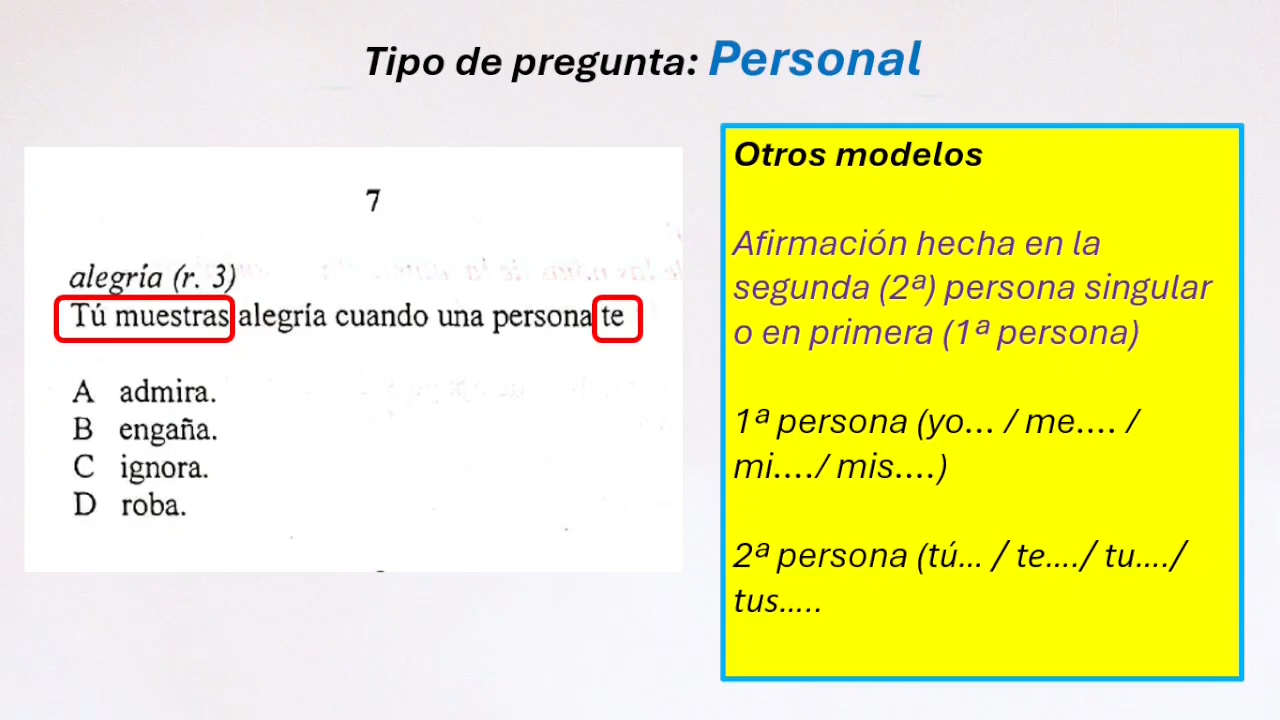 Tipo de pregunta: Personal
7
alegría (r. 3)
Tú muestras alegría cuando una persona te
A admira.
B engaña.
C ignora.
D roba.
Otros modelos
Afirmación hecha en la
segunda (2ª) persona singular
o en primera (1ª persona)
1ª persona (yo... / me.... /
mi..../ mis....)
2ª persona (tú... / te..../ tu..../
tus.....